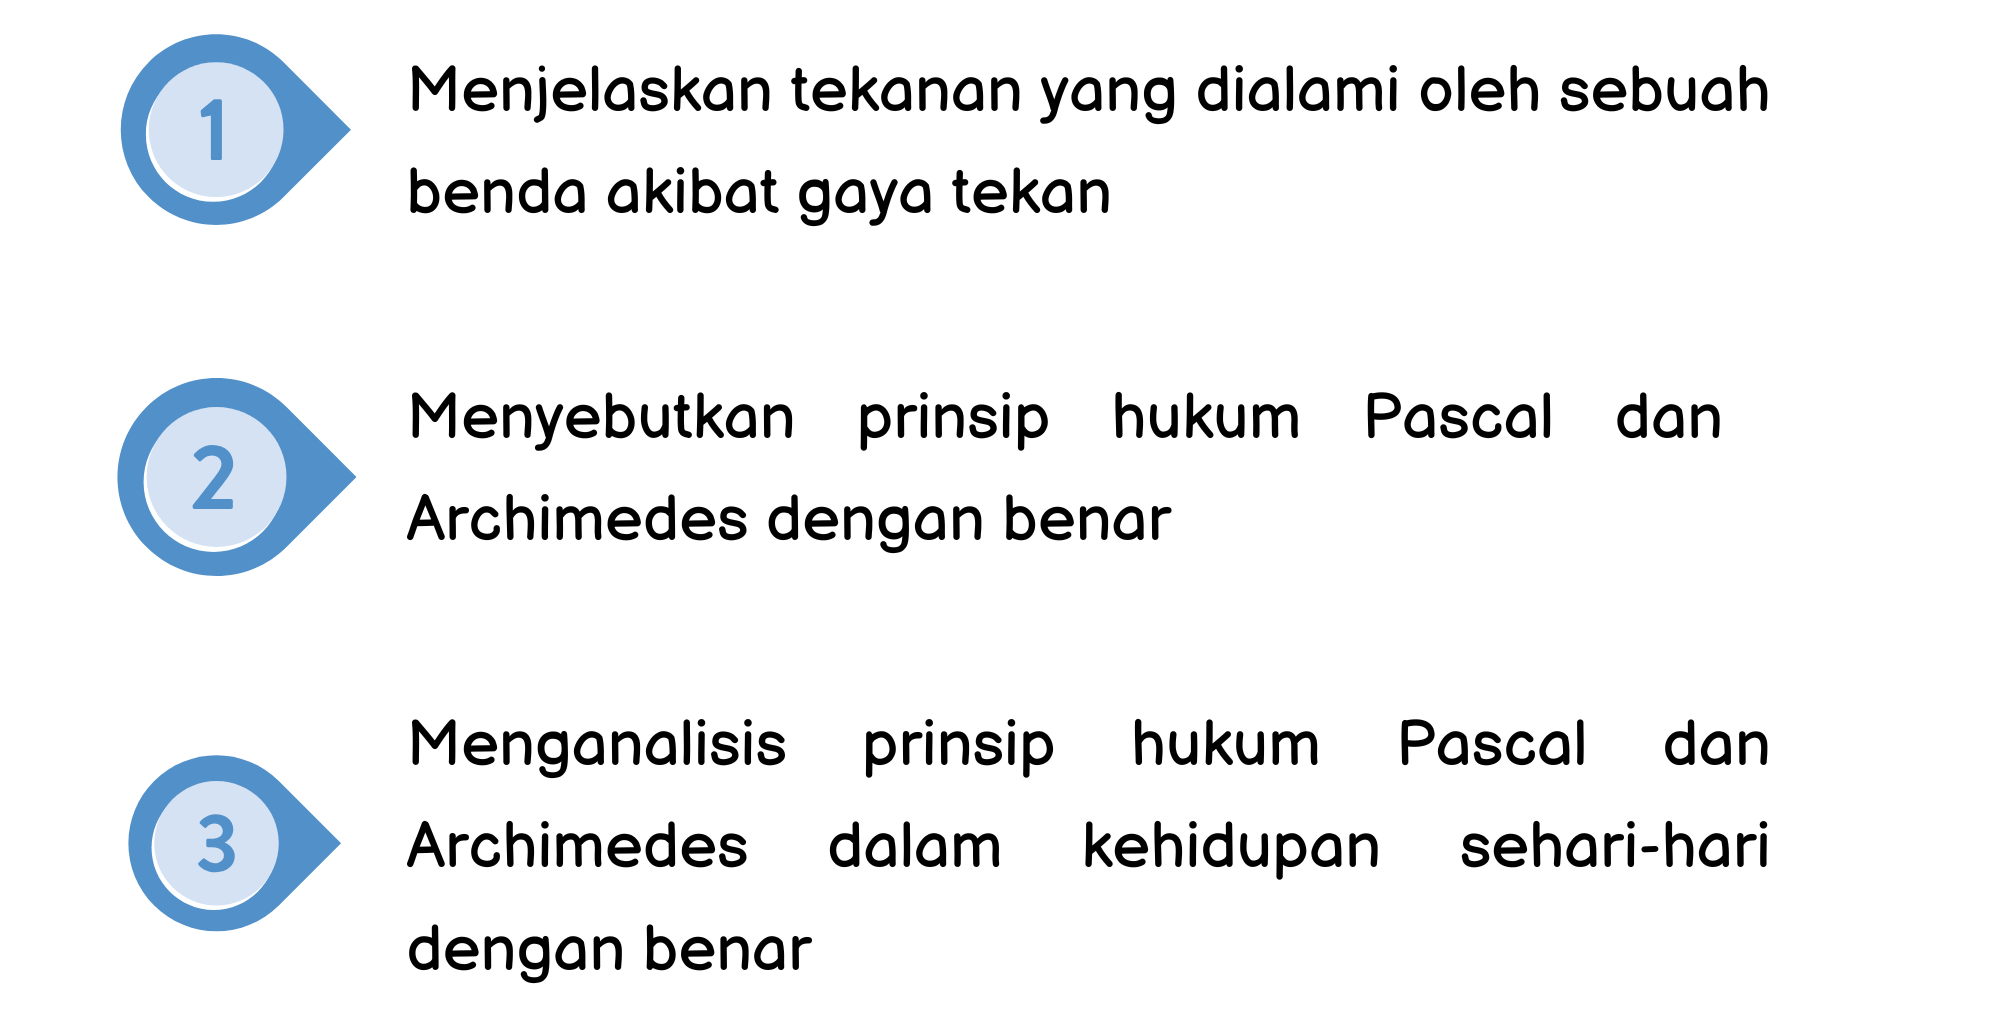 1
Menjelaskan tekanan yang dialami oleh sebuah
benda akibat gaya tekan
2
Menyebutkan prinsip hukum Pascal dan
Archimedes dengan benar
3
Menganalisis prinsip hukum Pascal dan
Archimedes dalam kehidupan sehari-hari
dengan benar